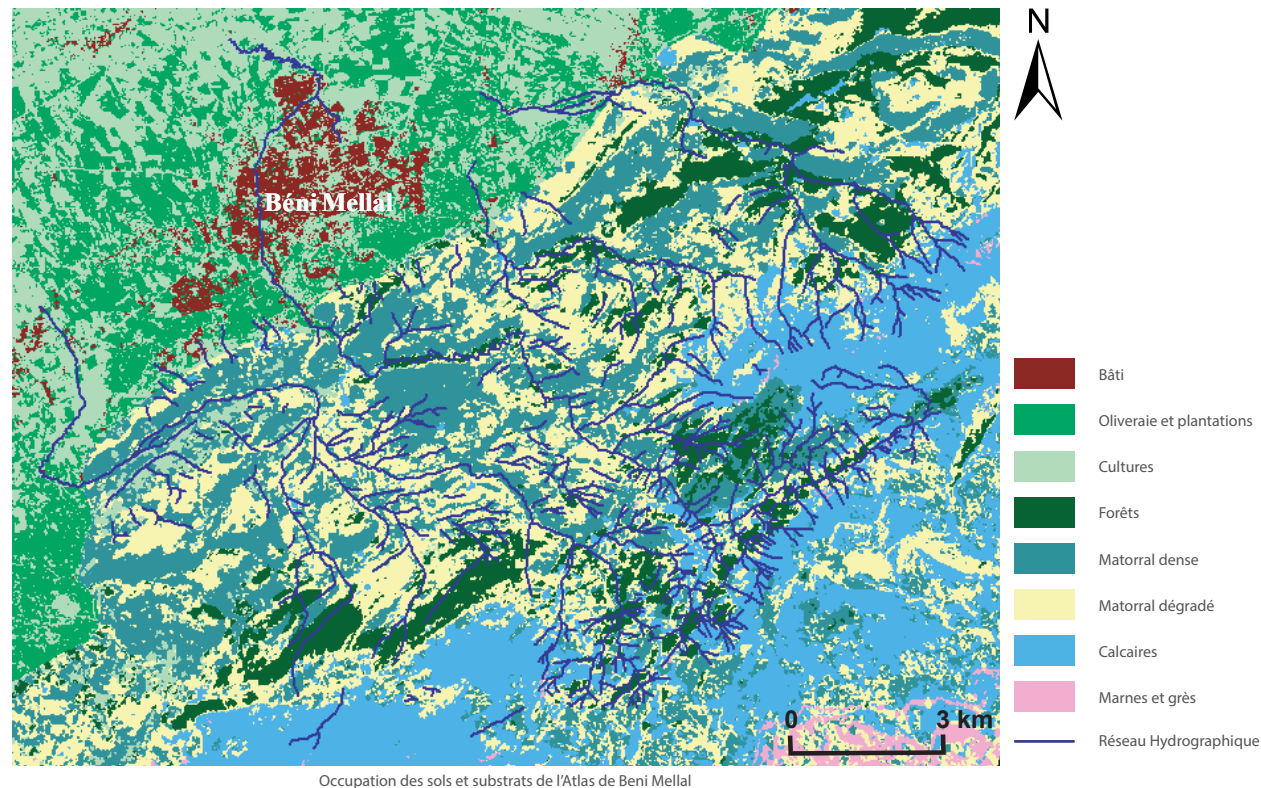 N
Béni Mellal
Bâti
Oliveraie et plantations
Cultures
Forêts
Matorral dense
Matorral dégradé
Calcaires
Marnes et grès
0 3 km
Réseau Hydrographique
Occupation des sols et substrats de l'Atlas de Beni Mellal